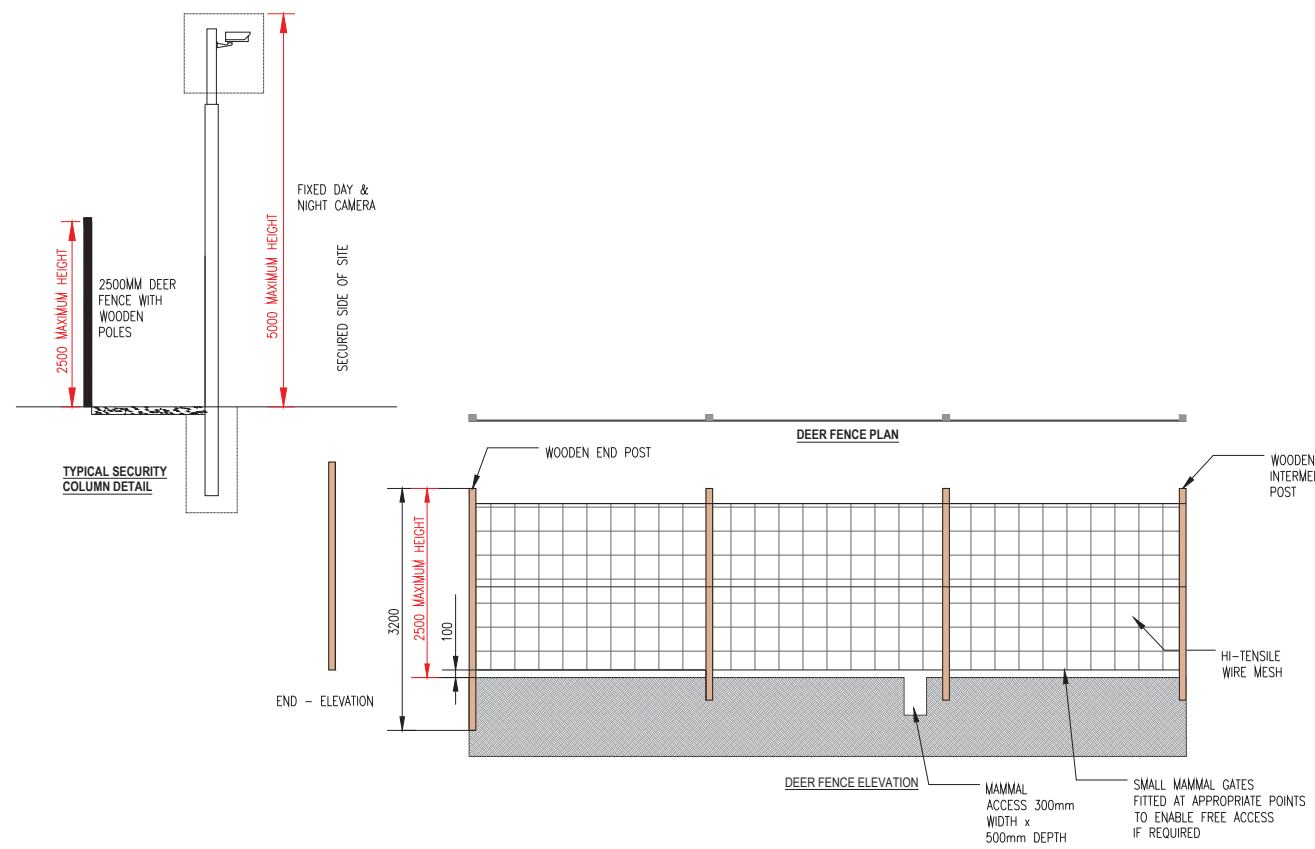 FIXED DAY &
NIGHT CAMERA
5000 MAXIMUM HEIGHT
SECURED SIDE OF SITE
2500 MAXIMUM HEIGHT
2500MM DEER
FENCE WITH
WOODEN
POLES
TYPICAL SECURITY
COLUMN DETAIL
DEER FENCE PLAN
WOODEN END POST
WOODEN
POST
3200
2500 MAXIMUM HEIGHT
100
END - ELEVATION
HI-TENSILE
WIRE MESH
DEER FENCE ELEVATION
MAMMAL
ACCESS 300mm
WIDTH x
500mm DEPTH
SMALL MAMMAL GATES
FITTED AT APPROPRIATE POINTS
TO ENABLE FREE ACCESS
IF REQUIRED